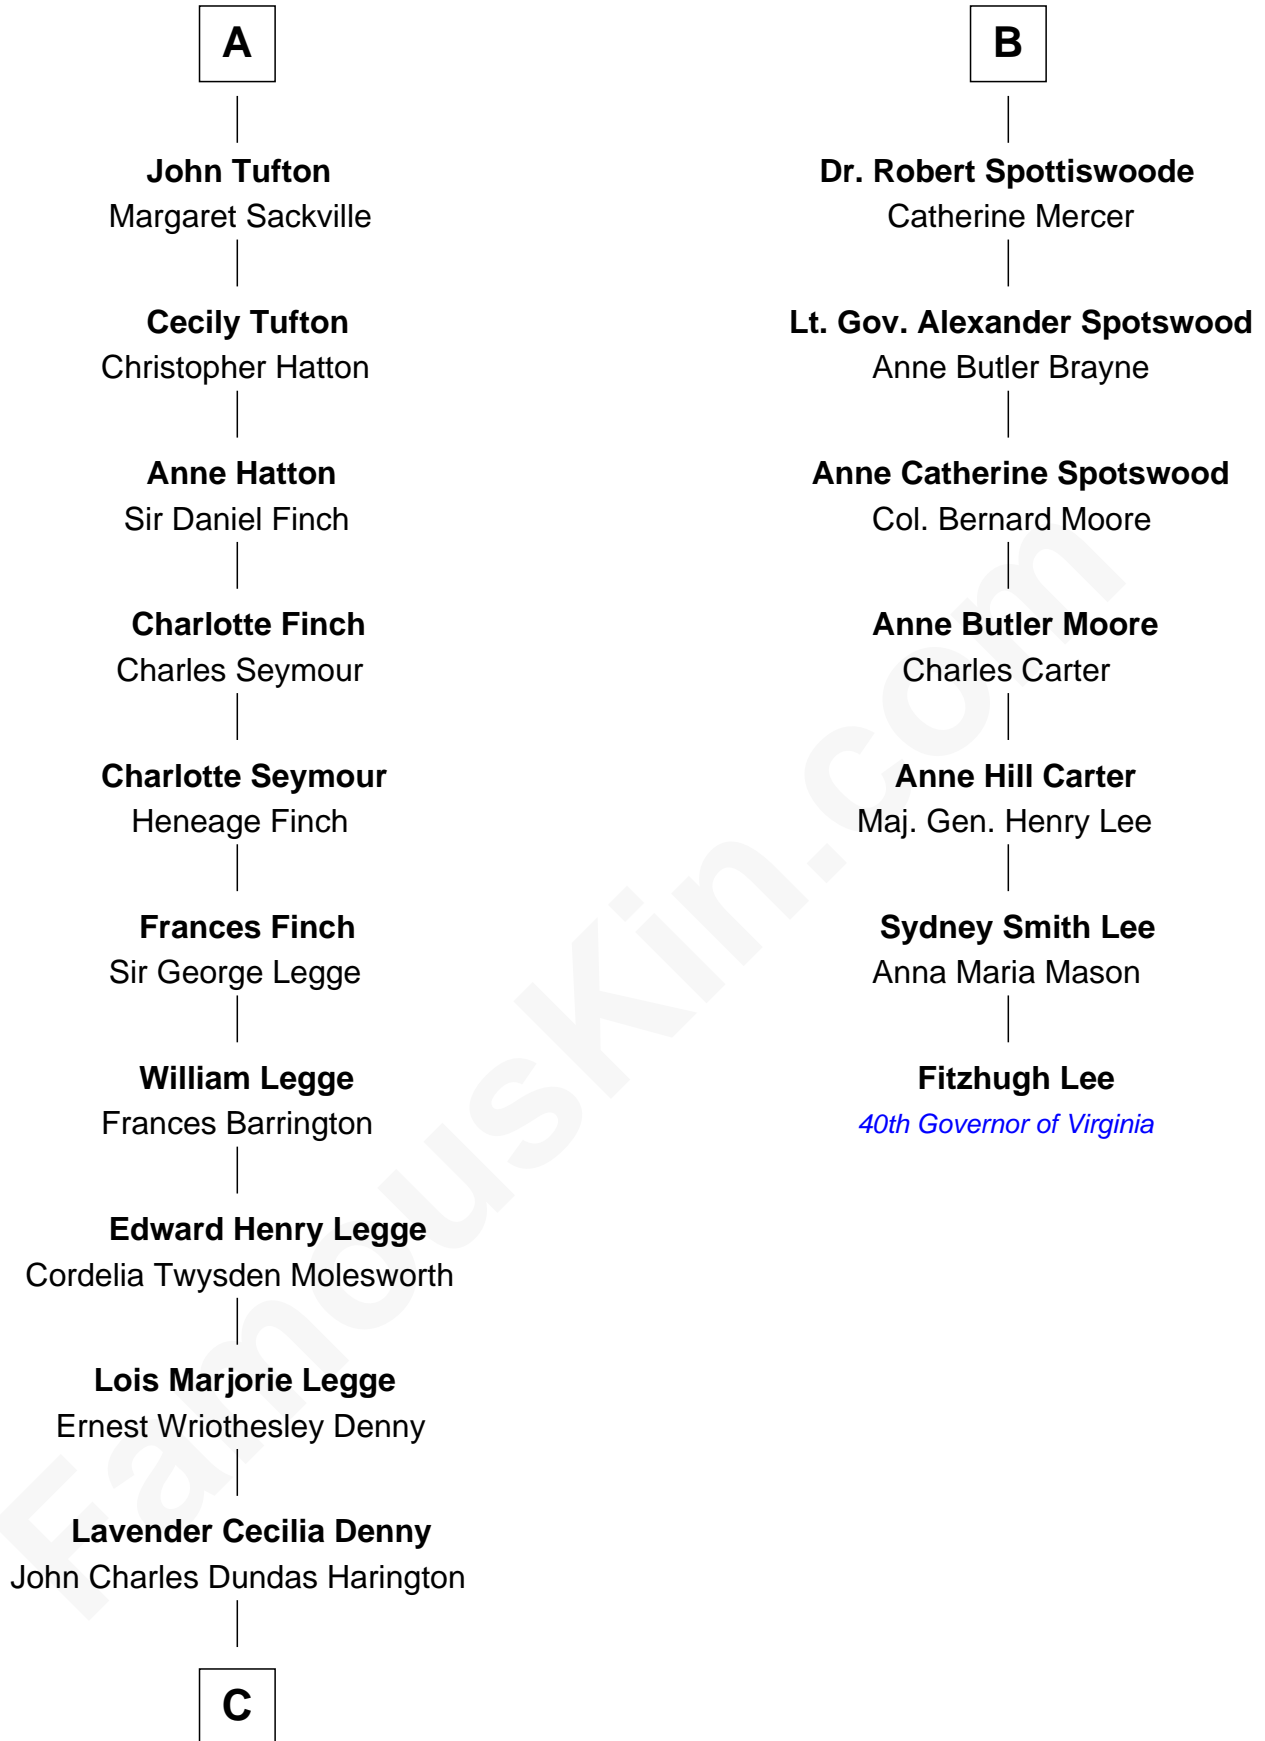 A
John Tufton
Margaret Sackville
Cecily Tufton
Christopher Hatton
Anne Hatton
Sir Daniel Finch
Charlotte Finch
Charles Seymour
Charlotte Seymour
Heneage Finch
Frances Finch
Sir George Legge
William Legge
Frances Barrington
Edward Henry Legge
Cordelia Twysden Molesworth
Lois Marjorie Legge
Ernest Wriothesley Denny
Lavender Cecilia Denny
John Charles Dundas Harington
C
B
Dr. Robert Spottiswoode
Catherine Mercer
Lt. Gov. Alexander Spotswood
Anne Butler Brayne
Anne Catherine Spotswood
Col. Bernard Moore
Anne Butler Moore
Charles Carter
Anne Hill Carter
Maj. Gen. Henry Lee
Sydney Smith Lee
Anna Maria Mason
Fitzhugh Lee
40th Governor of Virginia
FamousKin.com